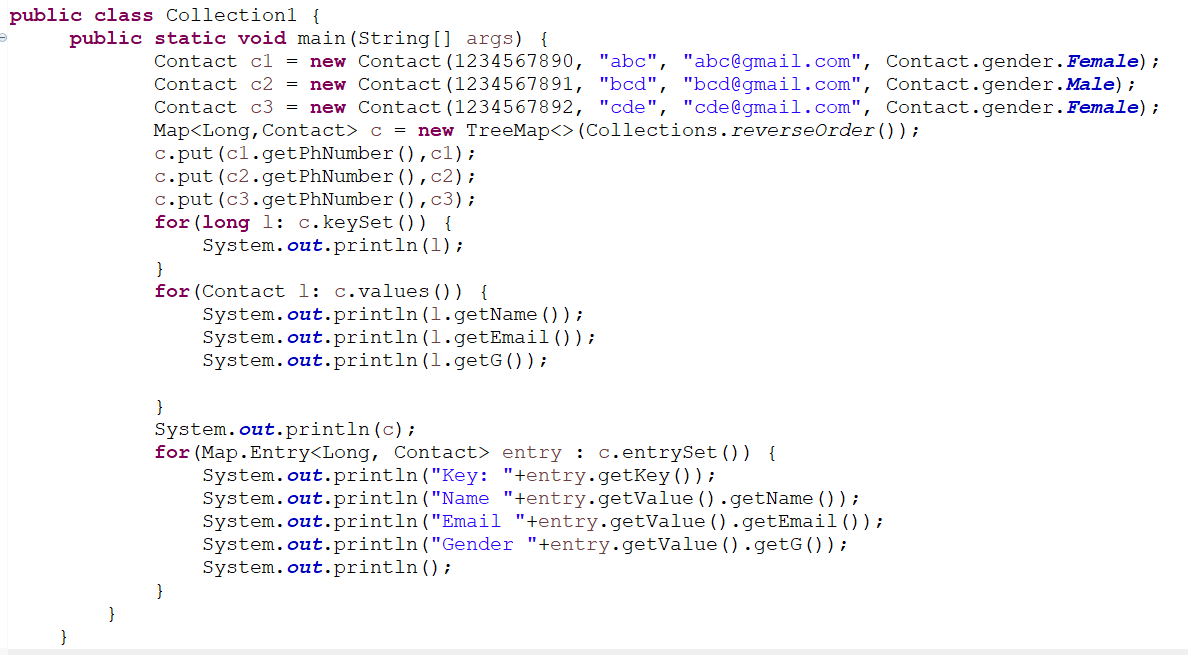 public class Collection1 {
public static void main(String[] args) {
Contact c1 = new Contact(1234567890, "abc", "abc@gmail.com", Contact.gender.Female);
Contact c2 = new Contact(1234567891, "bcd", "bcd@gmail.com", Contact.gender.Male);
Contact c3 = new Contact(1234567892, "cde", "cde@gmail.com", Contact.gender.Female);
Map<Long,Contact> c = new TreeMap<>(Collections.reverseOrder());
c.put(c1.getPhNumber(),c1);
c.put(c2.getPhNumber(),c2);
c.put(c3.getPhNumber(),c3);
for(long l: c.keySet()) {
System.out.println(l);
}
for(Contact l: c.values()) {
System.out.println(l.getName());
System.out.println(l.getEmail());
System.out.println(l.getG());
}
System.out.println(c);
for(Map.Entry<Long, Contact> entry : c.entrySet()) {
System.out.println("Key: "+entry.getKey());
System.out.println("Name "+entry.getValue().getName());
System.out.println("Email "+entry.getValue().getEmail());
System.out.println("Gender "+entry.getValue().getG());
System.out.println();
}
}
}